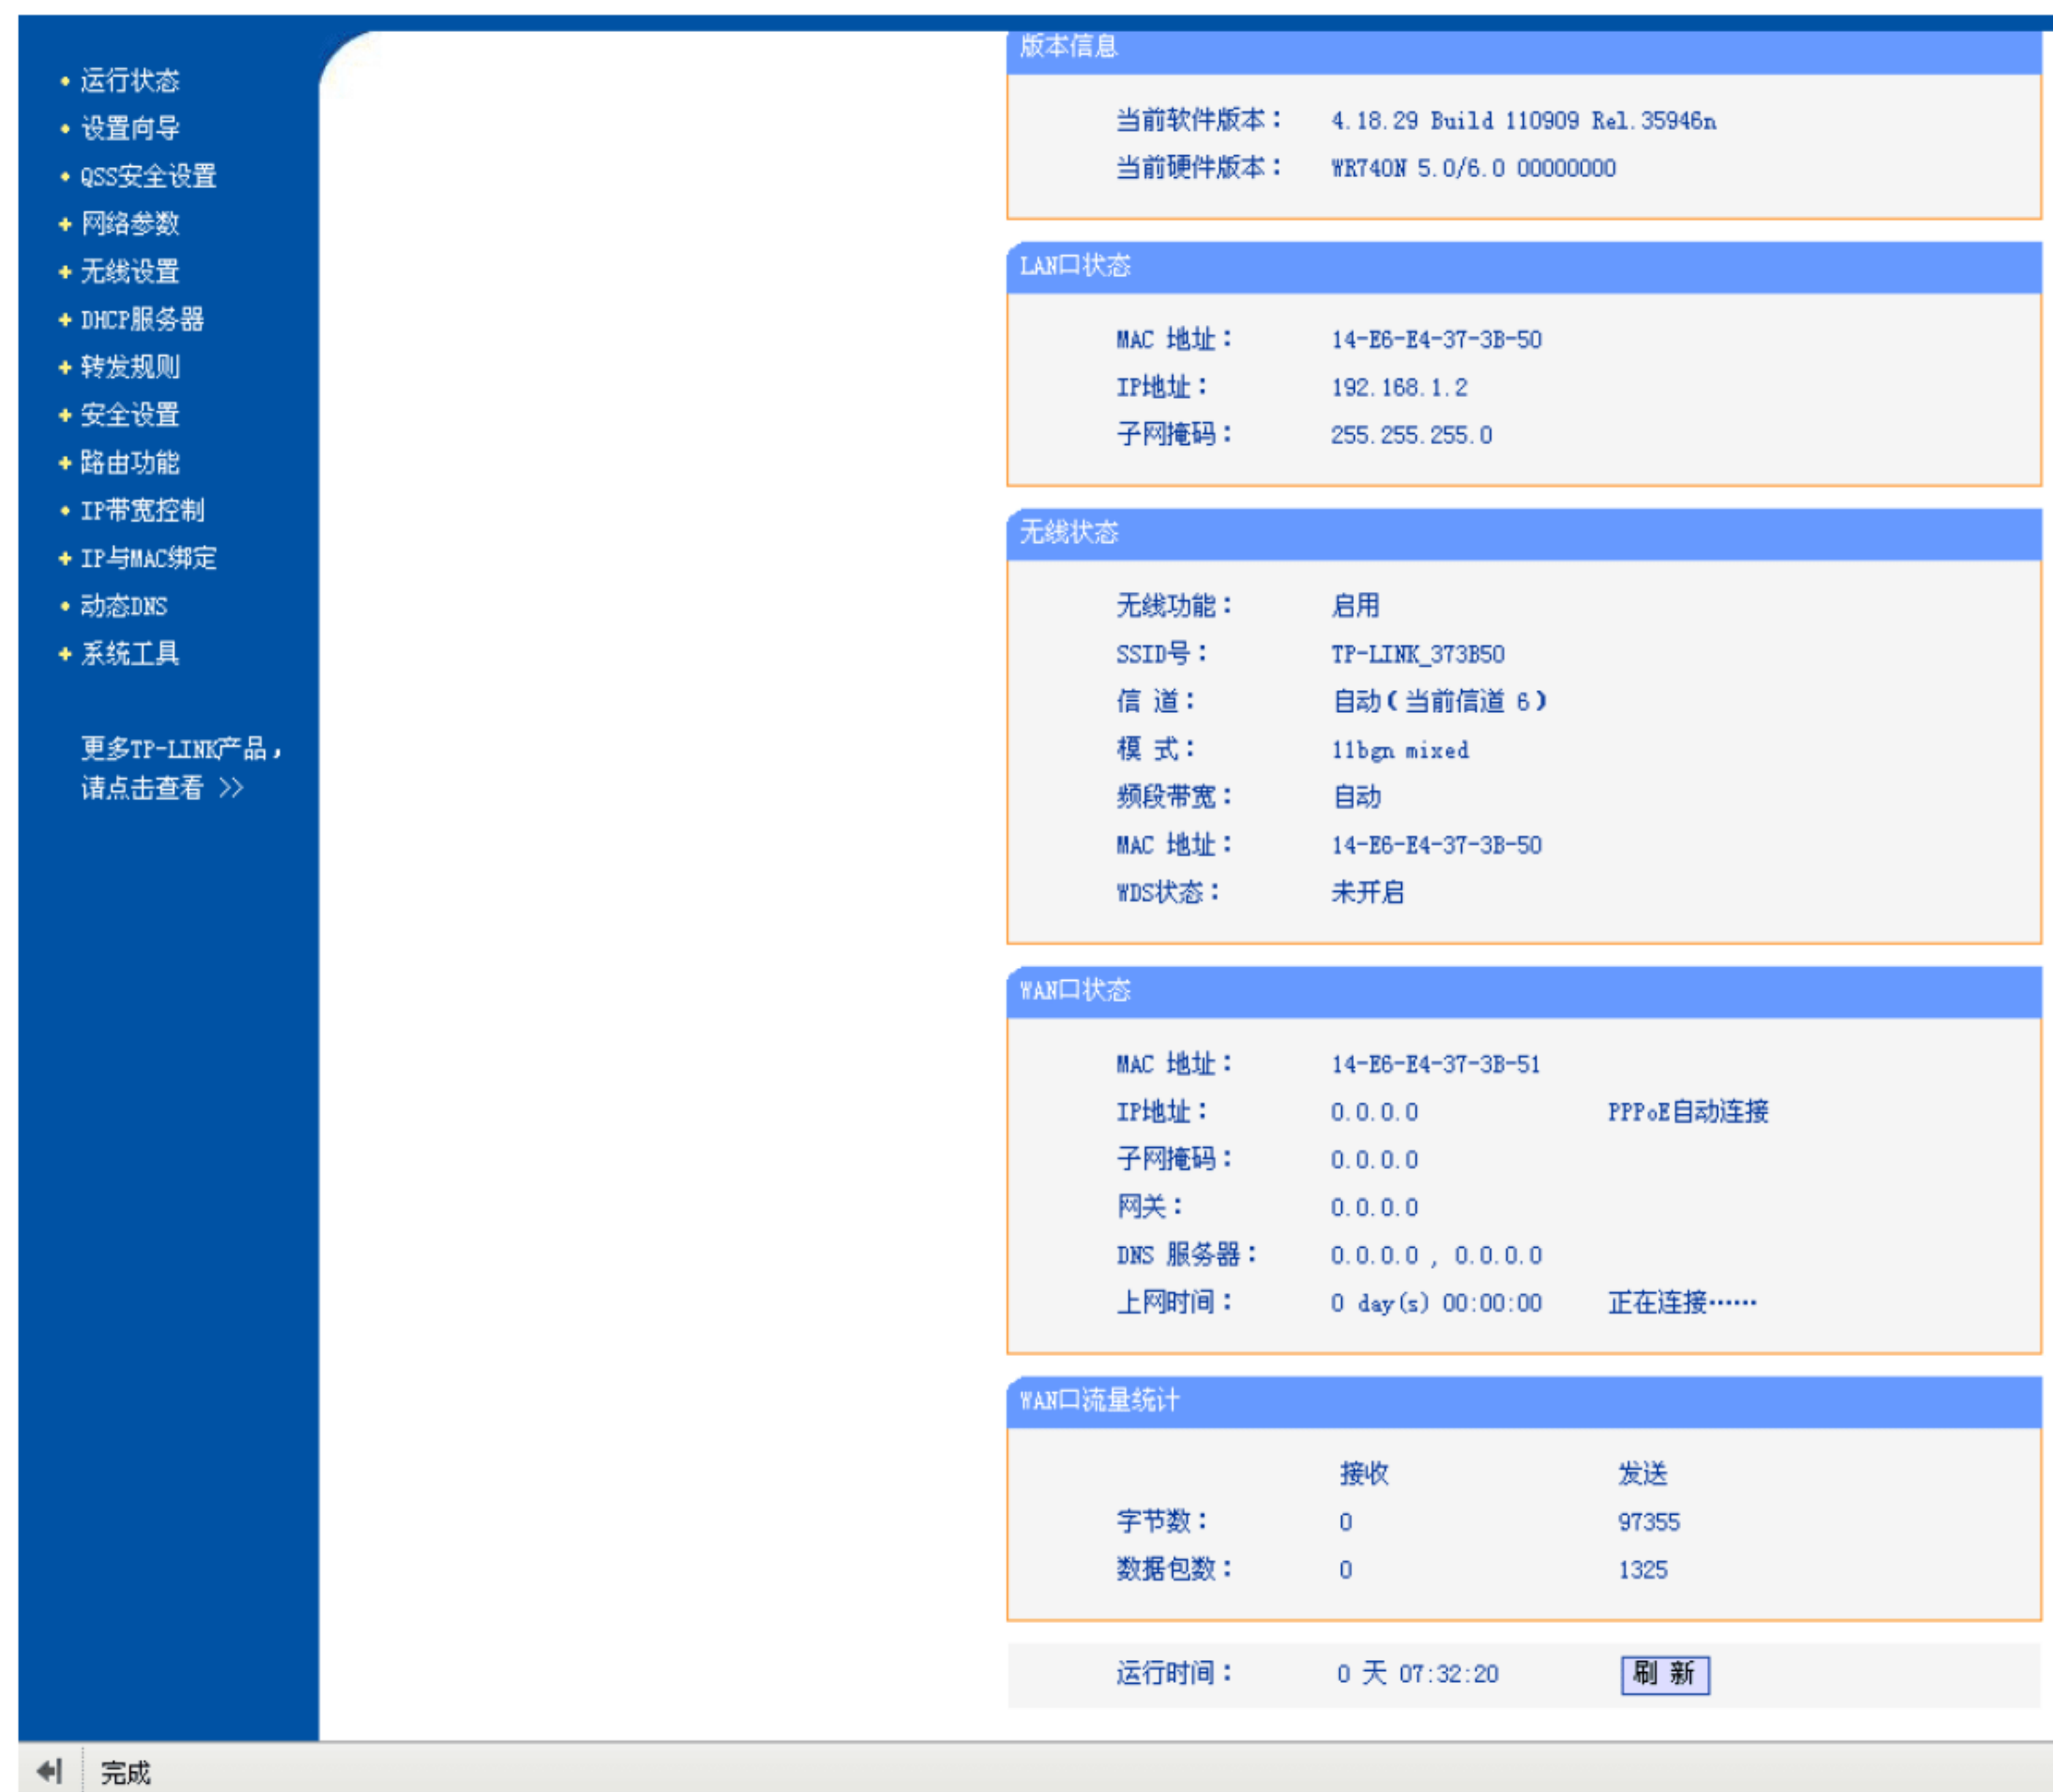 运行状态
设置向导
QSS安全设置
网络参数
无线设置
DHCP服务器
转发规则
安全设置
路由功能
IP带宽控制
IP与MAC绑定
动态DNS
系统工具
更多TP-LINK产品，
请点击查看 >>
版本信息
当前软件版本： 4.18.29 Build 110909 Rel.35946n
当前硬件版本： WR740N 5.0/6.0 00000000
LAN口状态
MAC 地址： 14-E6-E4-37-3B-50
IP地址： 192.168.1.2
子网掩码： 255.255.255.0
无线状态
无线功能： 启用
SSID号： TP-LINK_373B50
信 道： 自动(当前信道 6)
模 式： 11bgn mixed
频段带宽： 自动
MAC 地址： 14-E6-E4-37-3B-50
WDS状态： 未开启
WAN口状态
MAC 地址： 14-E6-E4-37-3B-51
IP地址： 0.0.0.0 PPPoE自动连接
子网掩码： 0.0.0.0
网关： 0.0.0.0
DNS 服务器： 0.0.0.0 , 0.0.0.0
上网时间： 0 day(s) 00:00:00 正在连接……
WAN口流量统计
接收 发送
字节数： 0 97355
数据包数： 0 1325
运行时间： 0 天 07:32:20 刷 新
完成